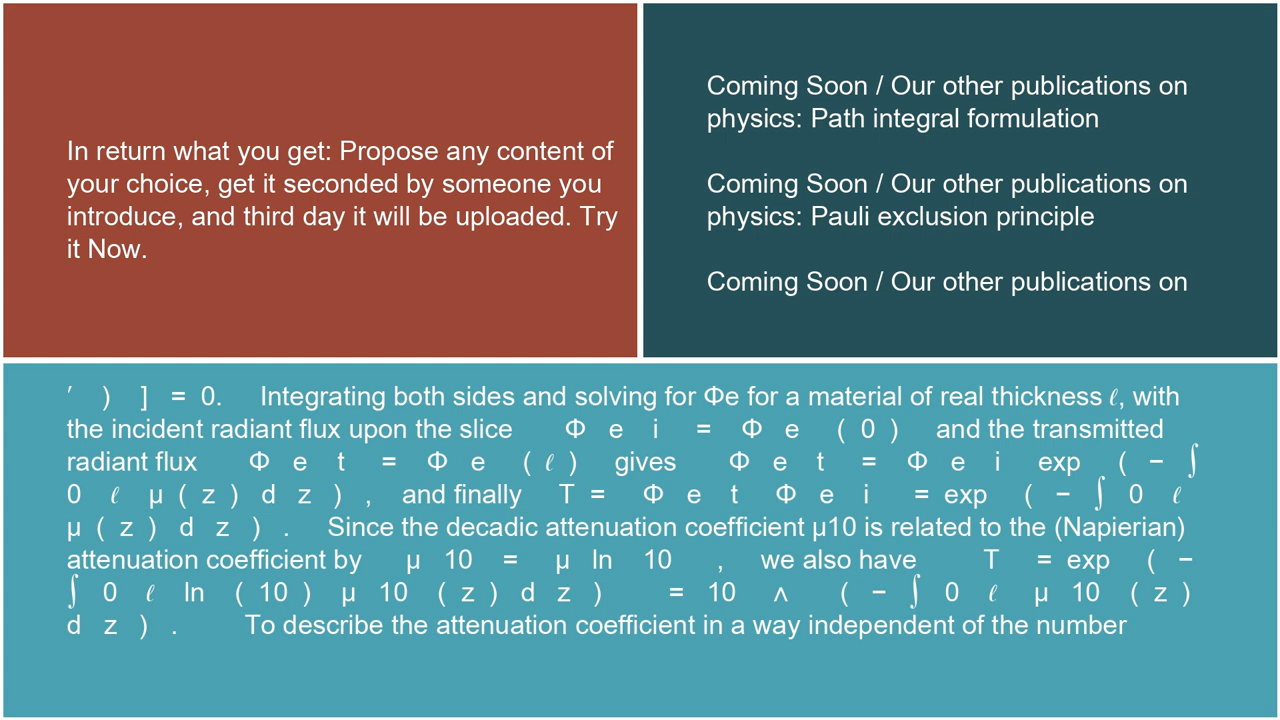 In return what you get: Propose any content of
your choice, get it seconded by someone you
introduce, and third day it will be uploaded. Try
it Now.
Coming Soon / Our other publications on
physics: Path integral formulation
Coming Soon / Our other publications on
physics: Pauli exclusion principle
Coming Soon / Our other publications on
′ ) ] = 0. Integrating both sides and solving for Φe for a material of real thickness ℓ, with
the incident radiant flux upon the slice Φ e i = Φ e ( 0 ) and the transmitted
radiant flux Φ e t = Φ e ( ℓ ) gives Φ e t = Φ e i exp ( − ∫
0 ℓ μ ( z ) d z ) , and finally T = Φ e t Φ e i = exp ( − ∫ 0 ℓ
μ ( z ) d z ) . Since the decadic attenuation coefficient μ10 is related to the (Napierian)
attenuation coefficient by μ 10 = μ ln 10 , we also have T = exp ( −
∫ 0 ℓ ln ( 10 ) μ 10 ( z ) d z ) = 10 ∧ ( − ∫ 0 ℓ μ 10 ( z )
d z ) . To describe the attenuation coefficient in a way independent of the number